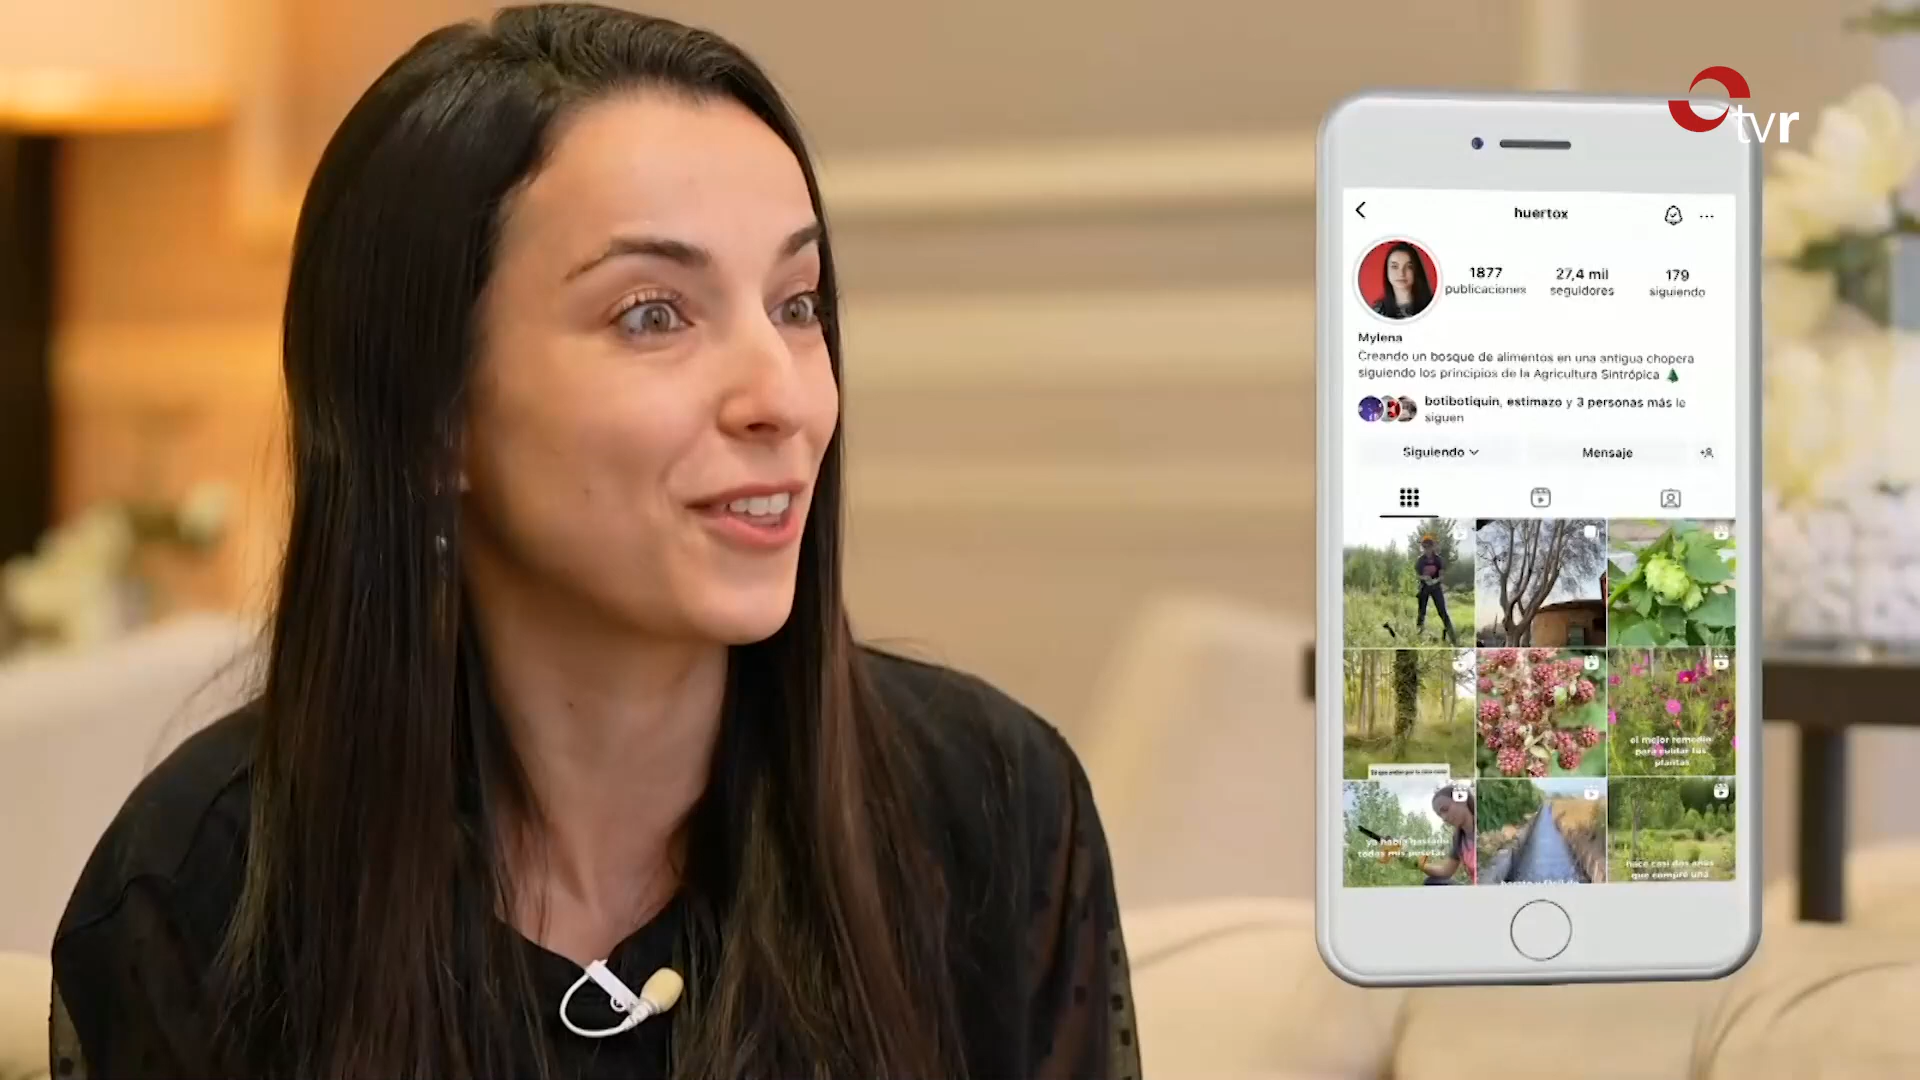 tvr
huertox
1877
27,4 mil
179
publicaciones
seguidores
siguiendo
Mylena
Creando un bosque de alimentos en una antigua chopera
siguiendo los principios de la Agricultura Sintrópica
botibotiquin, estimazo y 3 personas más le
siguen
Siguiendo
Mensaje
el mejor remedio
para cuidar tus
plantas
ya había gastado
todas mis pesetas
hace casi dos años
que compré una